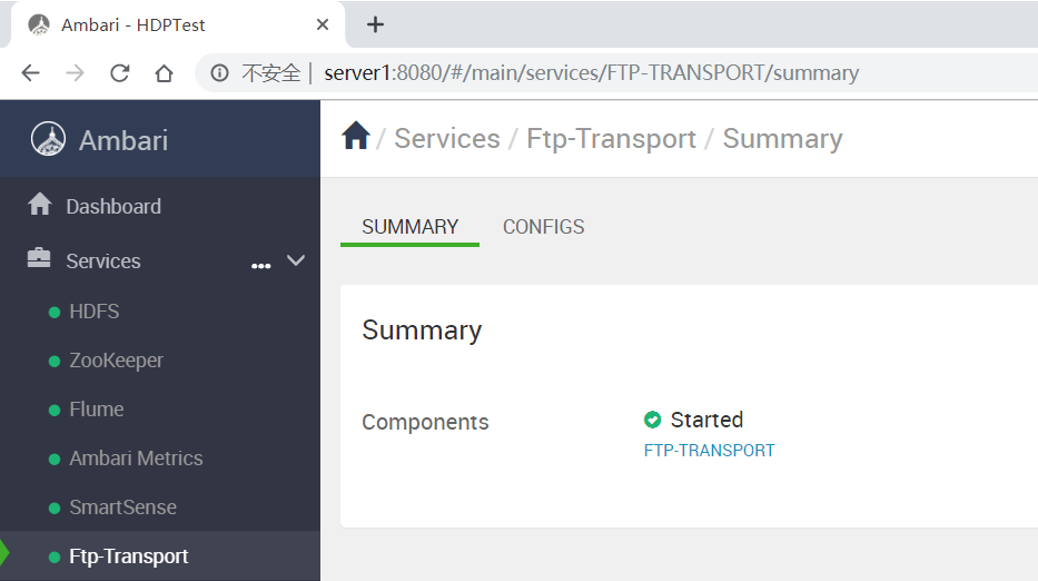 Ambari - HDPTest
不安全 | server1:8080/#/main/services/FTP-TRANSPORT/summary
Ambari
/ Services / Ftp-Transport / Summary
Dashboard
Services
HDFS
ZooKeeper
Flume
Ambari Metrics
SmartSense
Ftp-Transport
SUMMARY CONFIGS
Summary
Components
Started
FTP-TRANSPORT